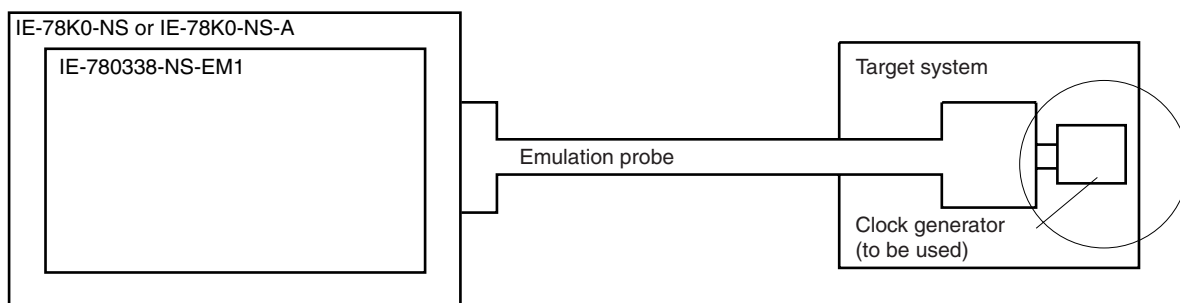 IE-78K0-NS or IE-78K0-NS-A
IE-780338-NS-EM1
Target system
Emulation probe
Clock generator
(to be used)